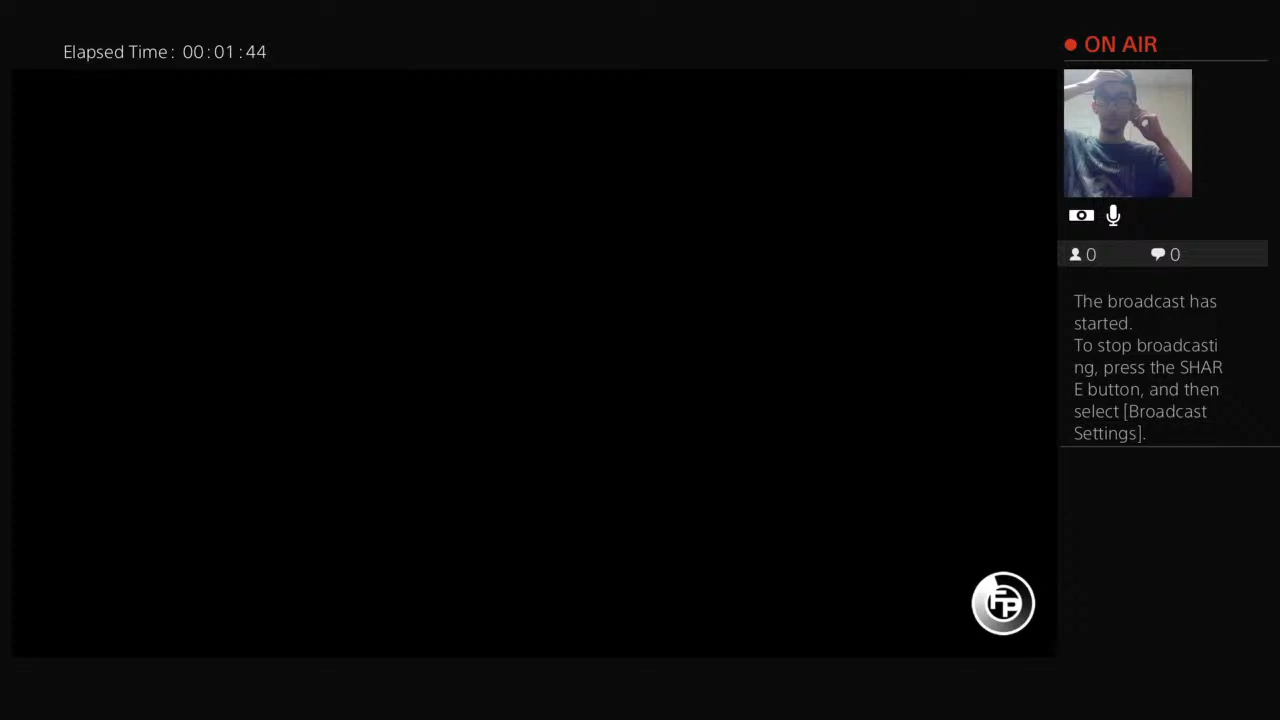 Elapsed Time: 00:01:44
ON AIR
0
0
The broadcast has
started.
To stop broadcasti
ng, press the SHAR
E button, and then
select [Broadcast
Settings].
FP